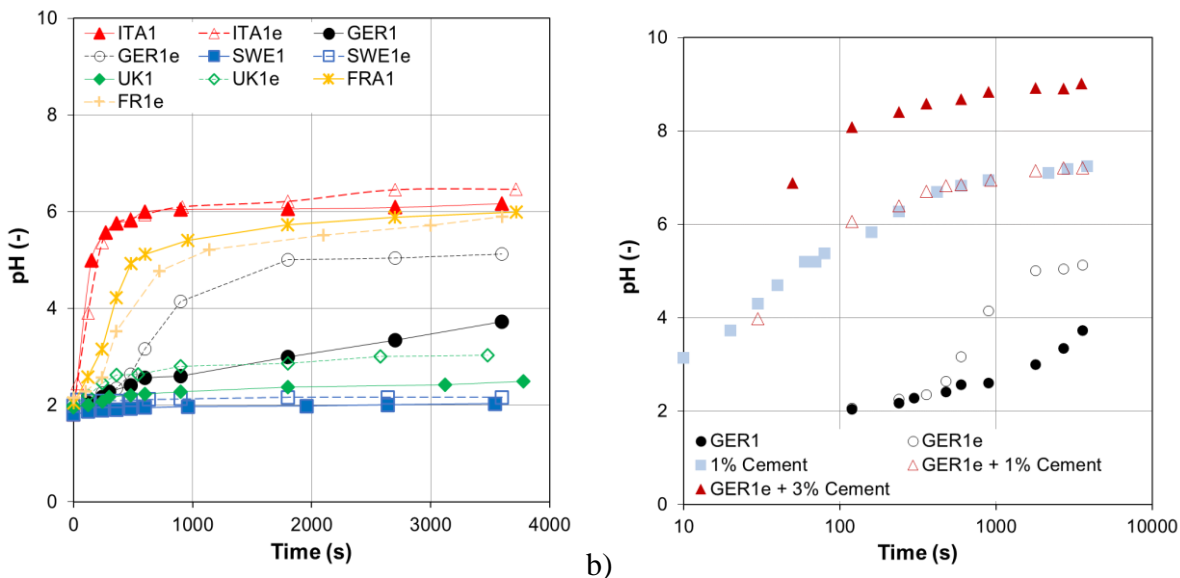 10
8
6
4
2
0
pH (-)
ITA1 ITA1e GER1
GER1e SWE1 SWE1e
UK1 UK1e FRA1
FR1e
0 1000 2000 3000 4000
Time (s)
b)
10
8
6
4
2
0
pH (-)
GER1 GER1e
1% Cement GER1e + 1% Cement
GER1e + 3% Cement
10 100 1000 10000
Time (s)